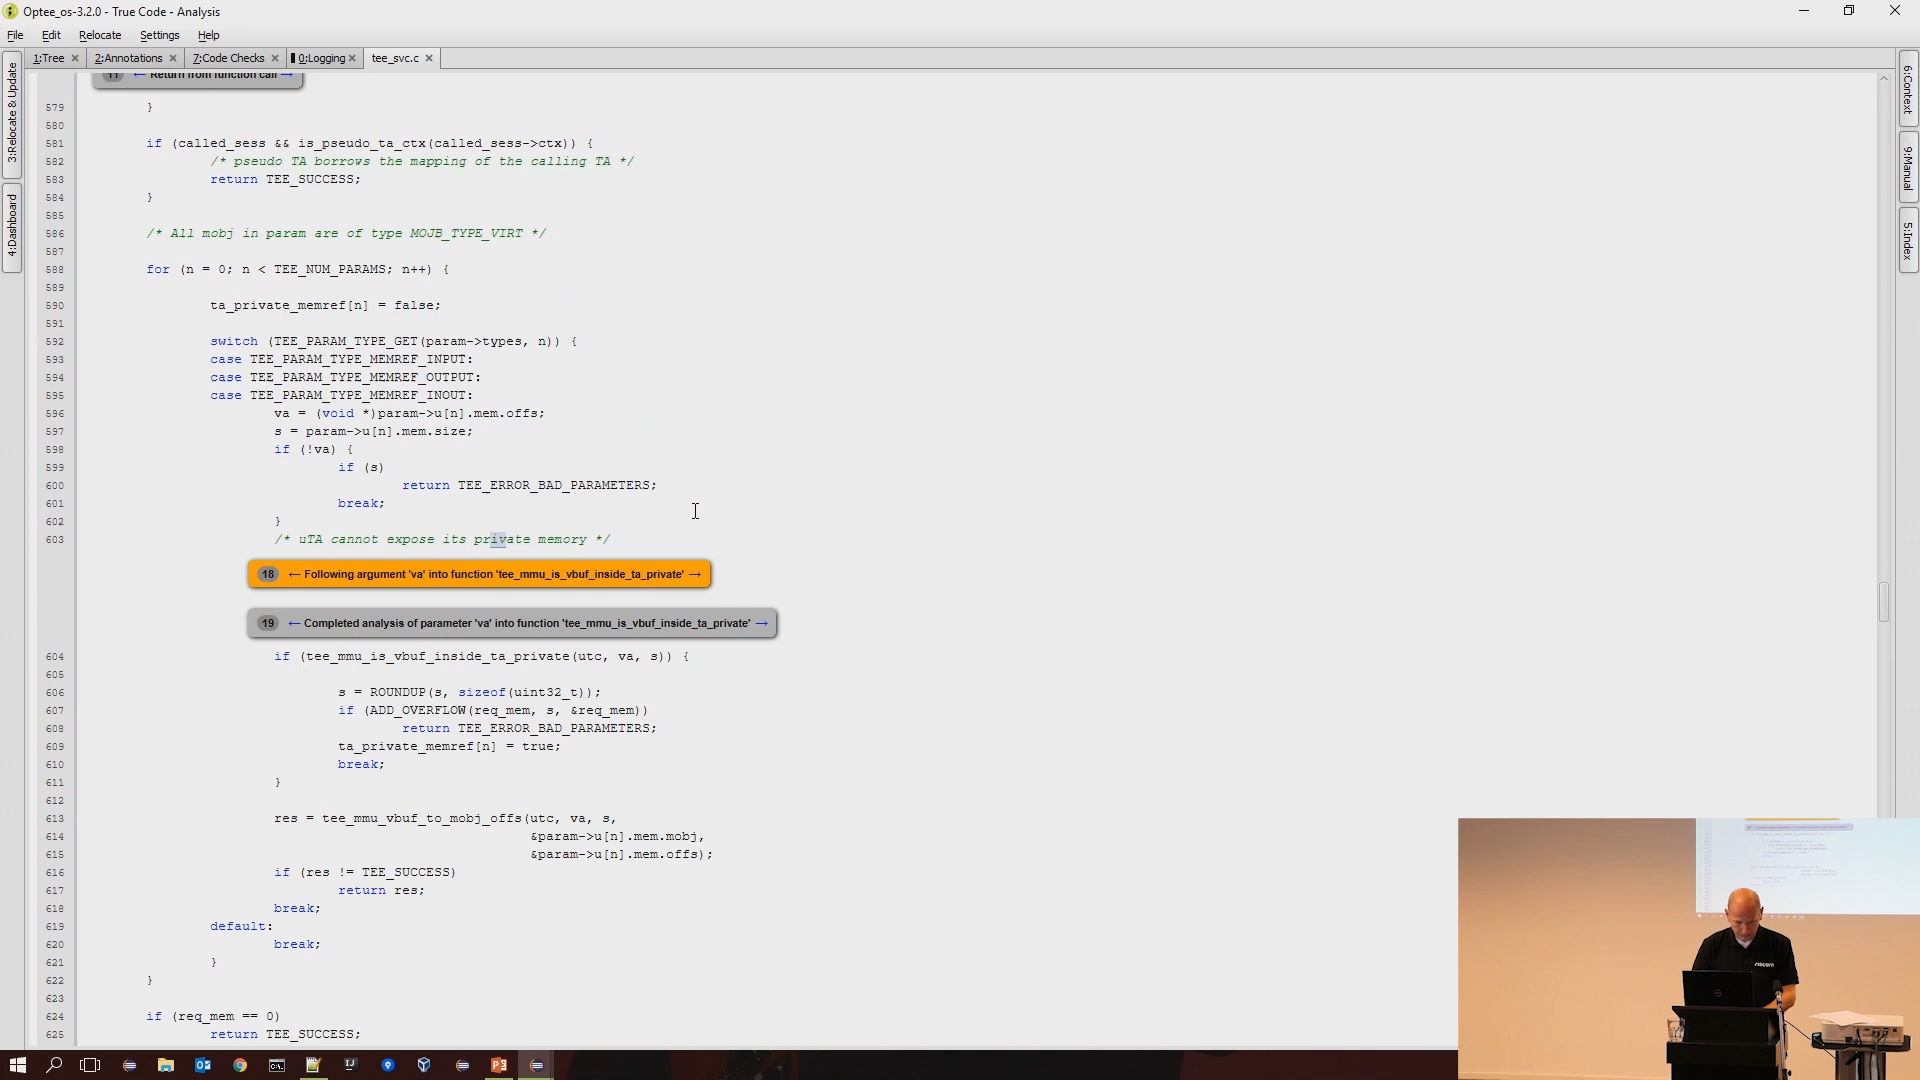 Optee_os-3.2.0 - True Code - Analysis
File Edit Relocate Settings Help
1:Tree 2:Annotations 7:Code Checks 0:Logging tee_svc.c
3:Relocate & Update
4:Dashboard
6:Context
9:Manual
5:Index
11 ← Return from function call →
579 }
580
581 if (called_sess && is_pseudo_ta_ctx(called_sess->ctx)) {
582 /* pseudo TA borrows the mapping of the calling TA */
583 return TEE_SUCCESS;
584 }
585
586 /* All mobj in param are of type MOJB_TYPE_VIRT */
587
588 for (n = 0; n < TEE_NUM_PARAMS; n++) {
589
590 ta_private_memref[n] = false;
591
592 switch (TEE_PARAM_TYPE_GET(param->types, n)) {
593 case TEE_PARAM_TYPE_MEMREF_INPUT:
594 case TEE_PARAM_TYPE_MEMREF_OUTPUT:
595 case TEE_PARAM_TYPE_MEMREF_INOUT:
596 va = (void *)param->u[n].mem.offs;
597 s = param->u[n].mem.size;
598 if (!va) {
599 if (s)
600 return TEE_ERROR_BAD_PARAMETERS;
601 break;
602 }
603 /* uTA cannot expose its private memory */
18 ← Following argument 'va' into function 'tee_mmu_is_vbuf_inside_ta_private' →
19 ← Completed analysis of parameter 'va' into function 'tee_mmu_is_vbuf_inside_ta_private' →
604 if (tee_mmu_is_vbuf_inside_ta_private(utc, va, s)) {
605
606 s = ROUNDUP(s, sizeof(uint32_t));
607 if (ADD_OVERFLOW(req_mem, s, &req_mem))
608 return TEE_ERROR_BAD_PARAMETERS;
609 ta_private_memref[n] = true;
610 break;
611 }
612
613 res = tee_mmu_vbuf_to_mobj_offs(utc, va, s,
614 &param->u[n].mem.mobj,
615 &param->u[n].mem.offs);
616 if (res != TEE_SUCCESS)
617 return res;
618 break;
619 default:
620 break;
621 }
622 }
623
624 if (req_mem == 0)
625 return TEE_SUCCESS;